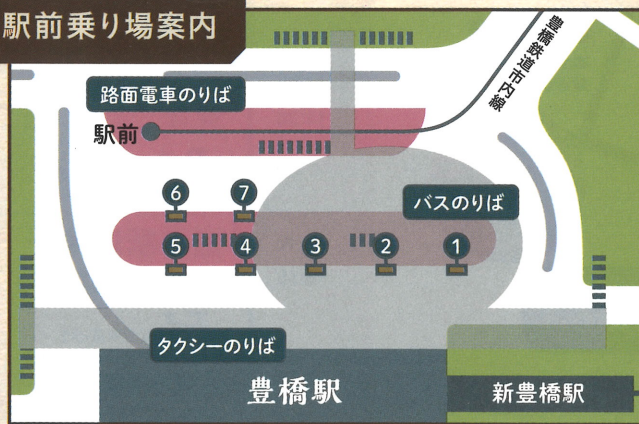 駅前乗り場案内
豊橋鉄道市内線
路面電車のりば
駅前
6
7
バスのりば
5
4
3
2
1
タクシーのりば
豊橋駅
新豊橋駅